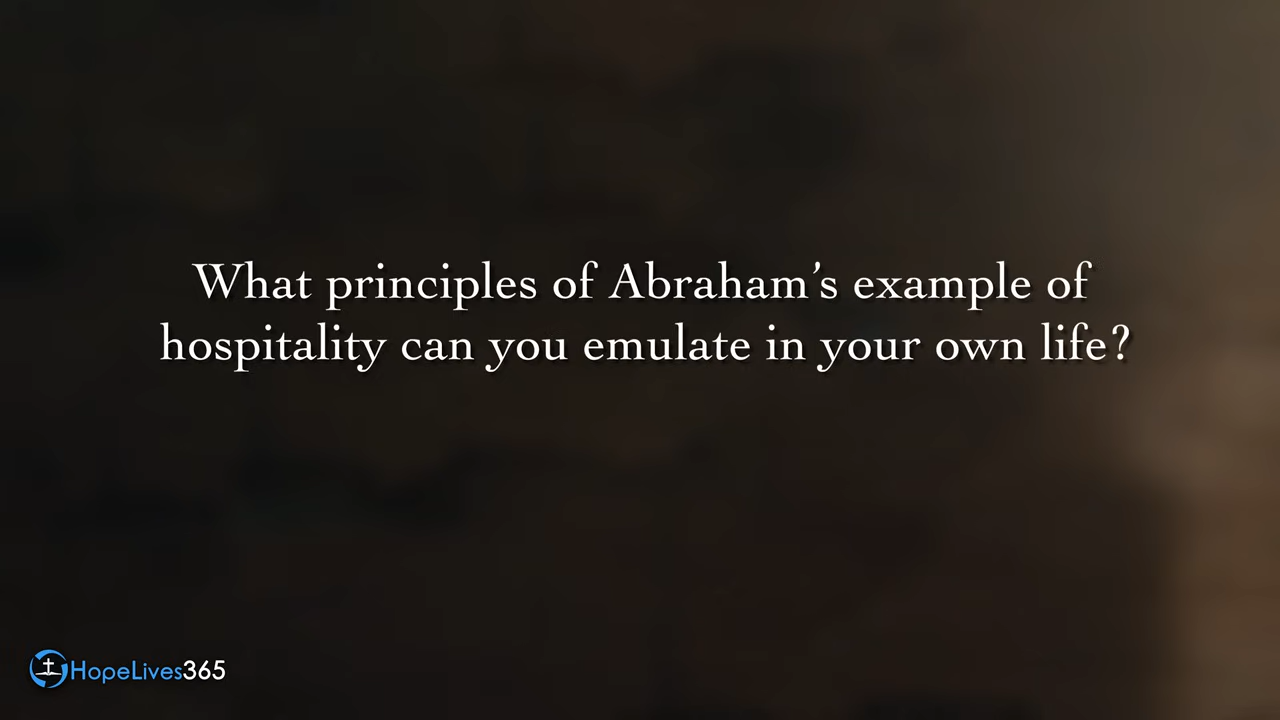 What principles of Abraham’s example of
hospitality can you emulate in your own life?
HopeLives365